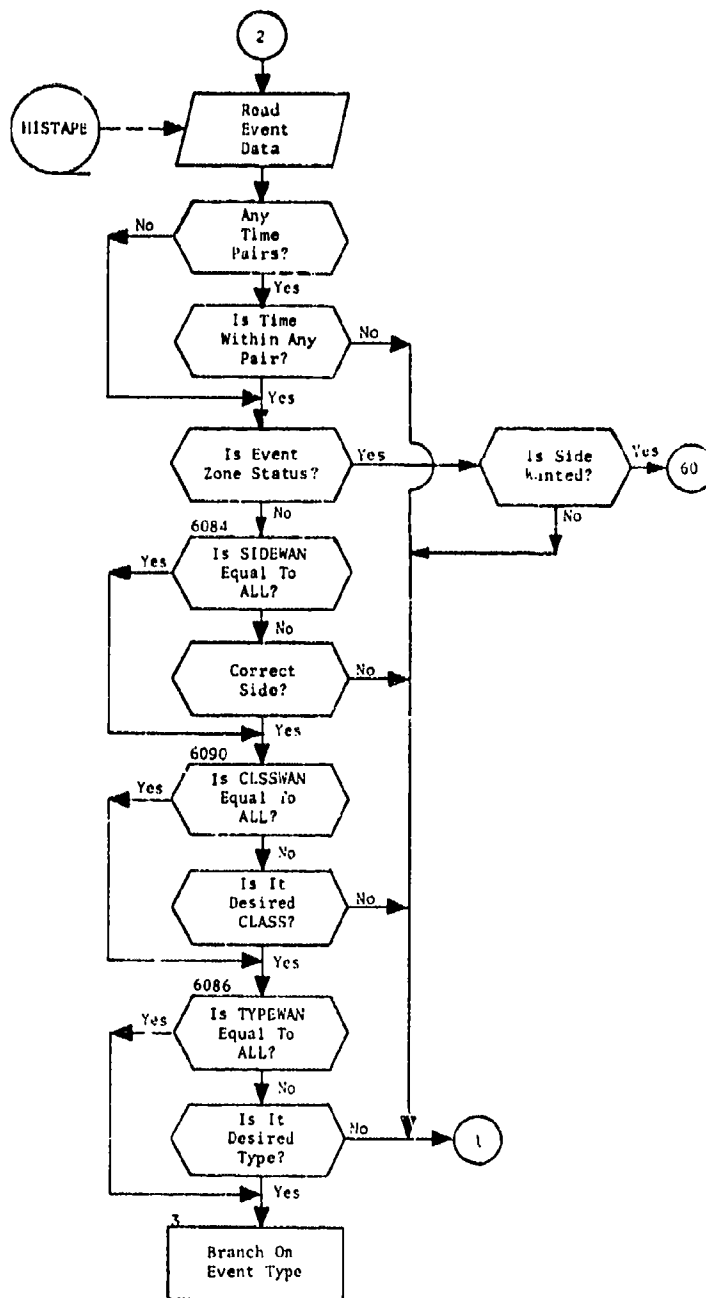 2
HISTAPE
Read
Event
Data
Any
Time
Pairs?
No
Yes
Is Time
Within Any
Pair?
No
Yes
Is Event
Zone Status?
Yes
Is Side
Wanted?
Yes
60
No
No
6084
Is SIDEWAN
Equal To
ALL?
Yes
No
Correct
Side?
No
Yes
6090
Is CLSSWAN
Equal To
ALL?
Yes
No
Is It
Desired
CLASS?
No
Yes
6086
Is TYPEWAN
Equal To
ALL?
Yes
No
Is It
Desired
Type?
No
1
Yes
3
Branch On
Event Type